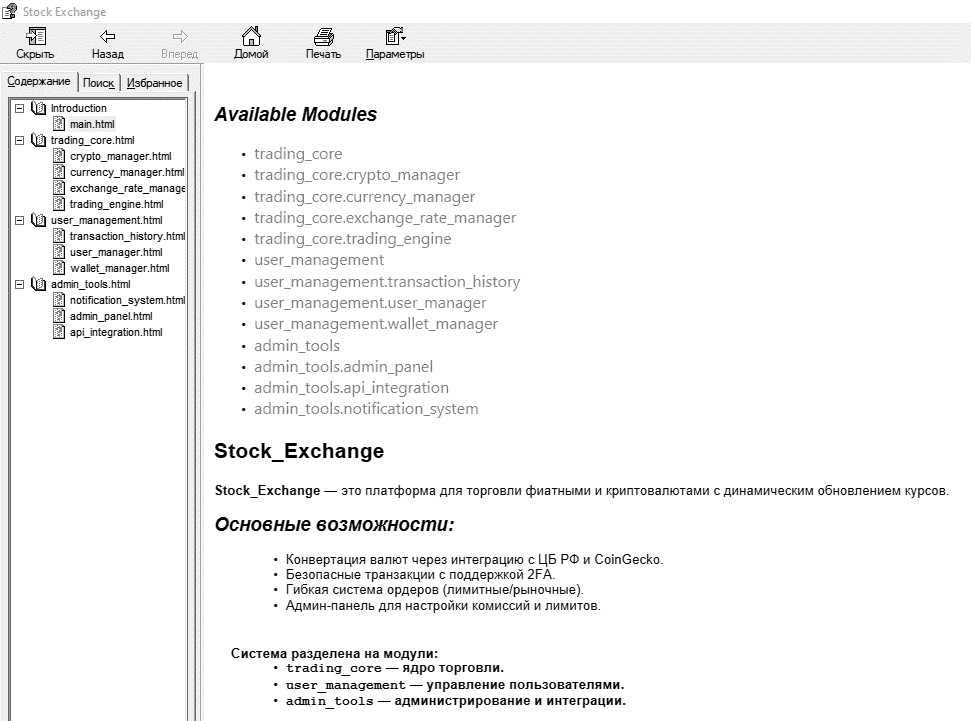 Stock Exchange
Скрыть
Назад
Вперед
Домой
Печать
Параметры
Содержание
Поиск
Избранное
Introduction
main.html
trading_core.html
crypto_manager.html
currency_manager.html
exchange_rate_manage
trading_engine.html
user_management.html
transaction_history.html
user_manager.html
wallet_manager.html
admin_tools.html
notification_system.html
admin_panel.html
api_integration.html
Available Modules
• trading_core
• trading_core.crypto_manager
• trading_core.currency_manager
• trading_core.exchange_rate_manager
• trading_core.trading_engine
• user_management
• user_management.transaction_history
• user_management.user_manager
• user_management.wallet_manager
• admin_tools
• admin_tools.admin_panel
• admin_tools.api_integration
• admin_tools.notification_system
Stock_Exchange
Stock_Exchange — это платформа для торговли фиатными и криптовалютами с динамическим обновлением курсов.
Основные возможности:
• Конвертация валют через интеграцию с ЦБ РФ и CoinGecko.
• Безопасные транзакции с поддержкой 2FA.
• Гибкая система ордеров (лимитные/рыночные).
• Админ-панель для настройки комиссий и лимитов.
Система разделена на модули:
• trading_core — ядро торговли.
• user_management — управление пользователями.
• admin_tools — администрирование и интеграции.